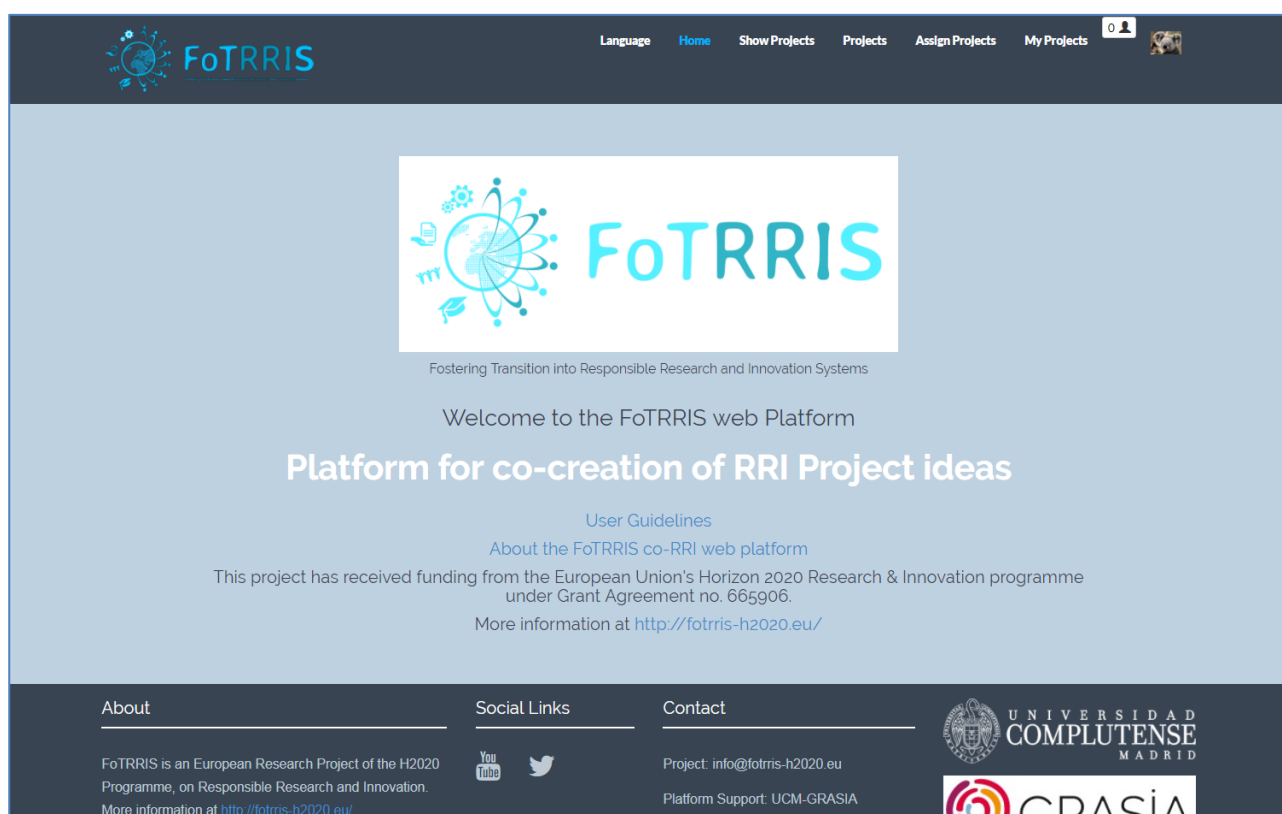 FoTRRIS
Language Home Show Projects Projects Assign Projects My Projects 0
FoTRRIS
Fostering Transition into Responsible Research and Innovation Systems
Welcome to the FoTRRIS web Platform
Platform for co-creation of RRI Project ideas
User Guidelines
About the FoTRRIS co-RRI web platform
This project has received funding from the European Union's Horizon 2020 Research & Innovation programme
under Grant Agreement no. 665906.
More information at http://fotrris-h2020.eu/
About
FoTRRIS is an European Research Project of the H2020
Programme, on Responsible Research and Innovation.
More information at http://fotrris-h2020.eu/
Social Links
You
Tube
Contact
Project: info@fotrris-h2020.eu
Platform Support: UCM-GRASIA
UNIVERSIDAD
COMPLUTENSE
MADRID
GRASIA